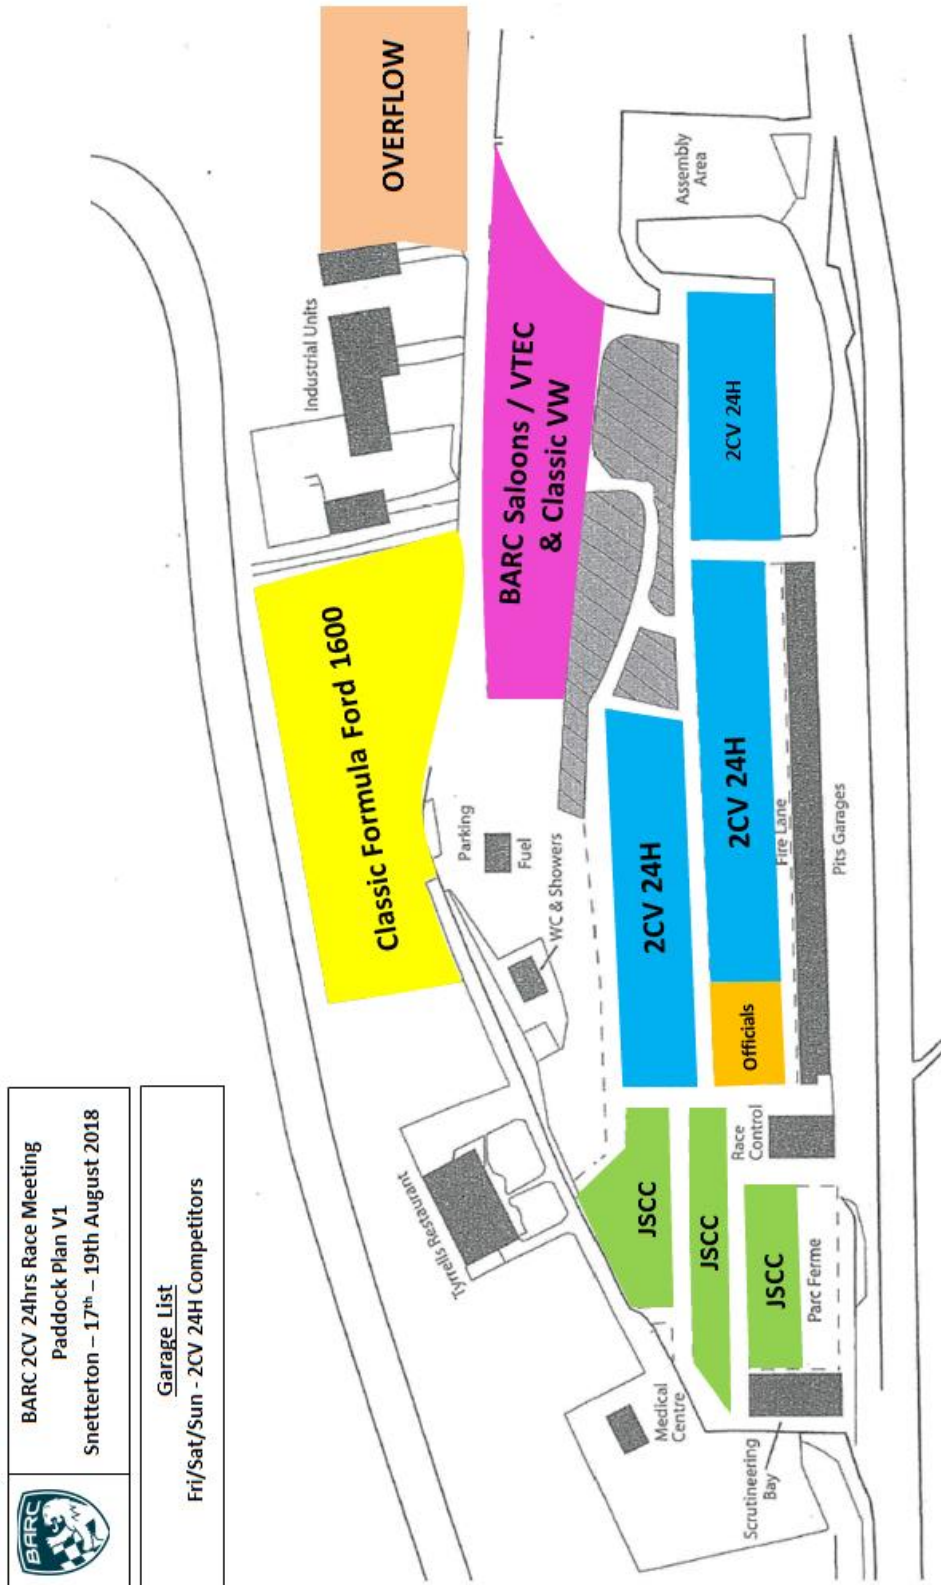 BARC
BARC 2CV 24hrs Race Meeting
Paddock Plan V1
Snetterton – 17th – 19th August 2018
Garage List
Fri/Sat/Sun - 2CV 24H Competitors
Tyrrells Restaurant
Classic Formula Ford 1600
Industrial Units
OVERFLOW
Medical
Centre
WC & Showers
Parking
Fuel
BARC Saloons / VTEC
& Classic VW
JSCC
2CV 24H
Assembly
Area
JSCC
Officials
2CV 24H
2CV 24H
Scrutineering
Bay
JSCC
Parc Ferme
Race
Control
Fire Lane
Pits Garages